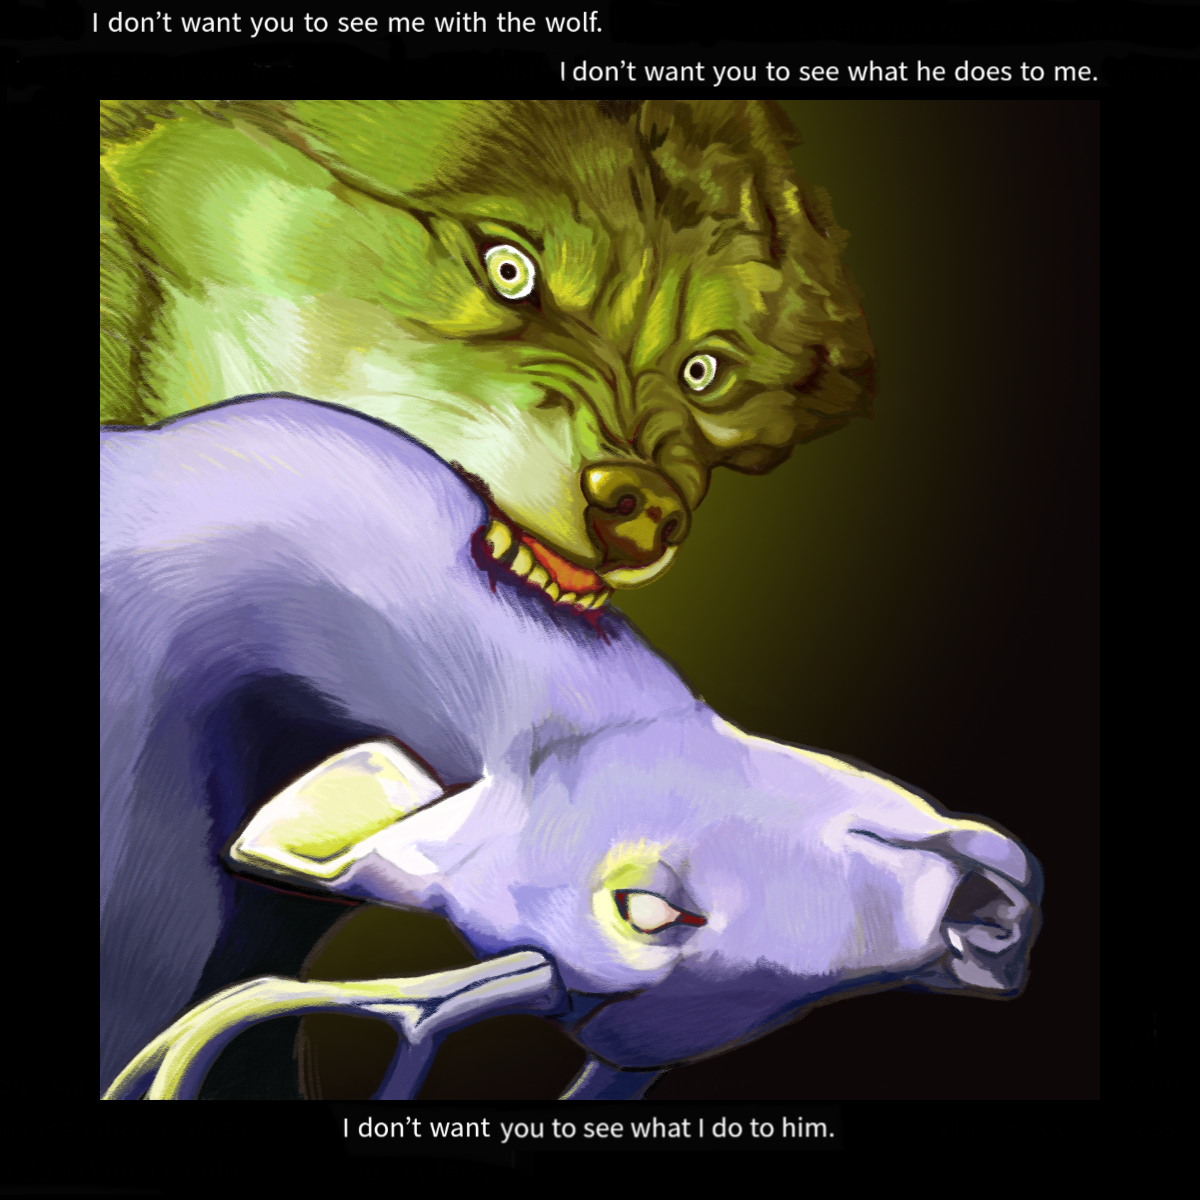 I don’t want you to see me with the wolf.
I don’t want you to see what he does to me.
I don’t want you to see what I do to him.